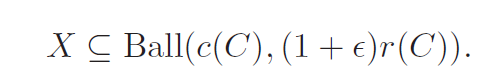 X ⊆ Ball(c(C), (1 + ϵ)r(C)).